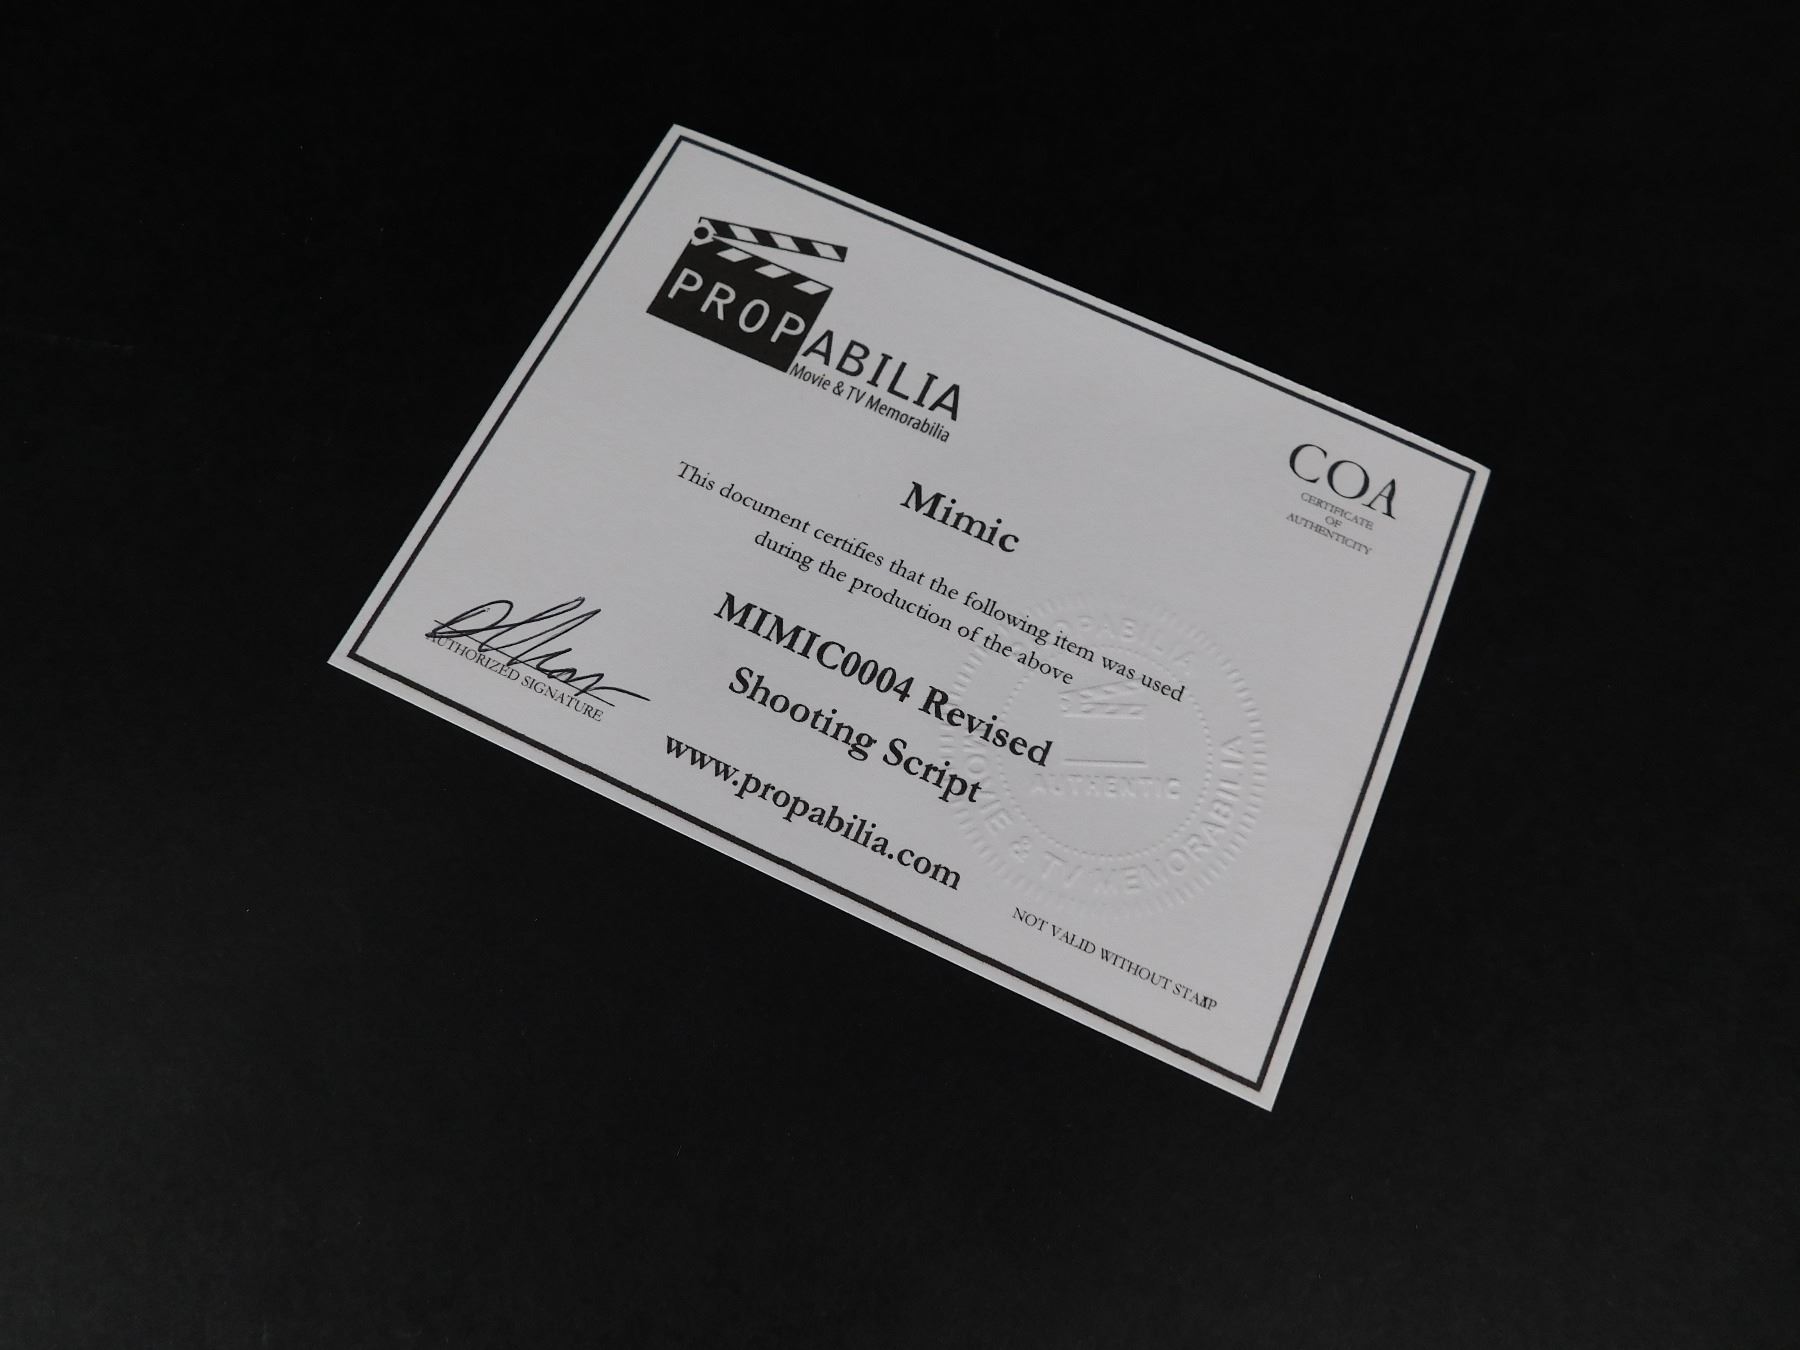 PROPABILIA
Movie & TV Memorabilia
COA
CERTIFICATE
OF
AUTHENTICITY
Mimic
This document certifies that the following item was used
during the production of the above
MIMIC0004 Revised
Shooting Script
www.propabilia.com
AUTHORIZED SIGNATURE
PROPABILIA
AUTHENTIC
MOVIE & TV MEMORABILIA
NOT VALID WITHOUT STAMP